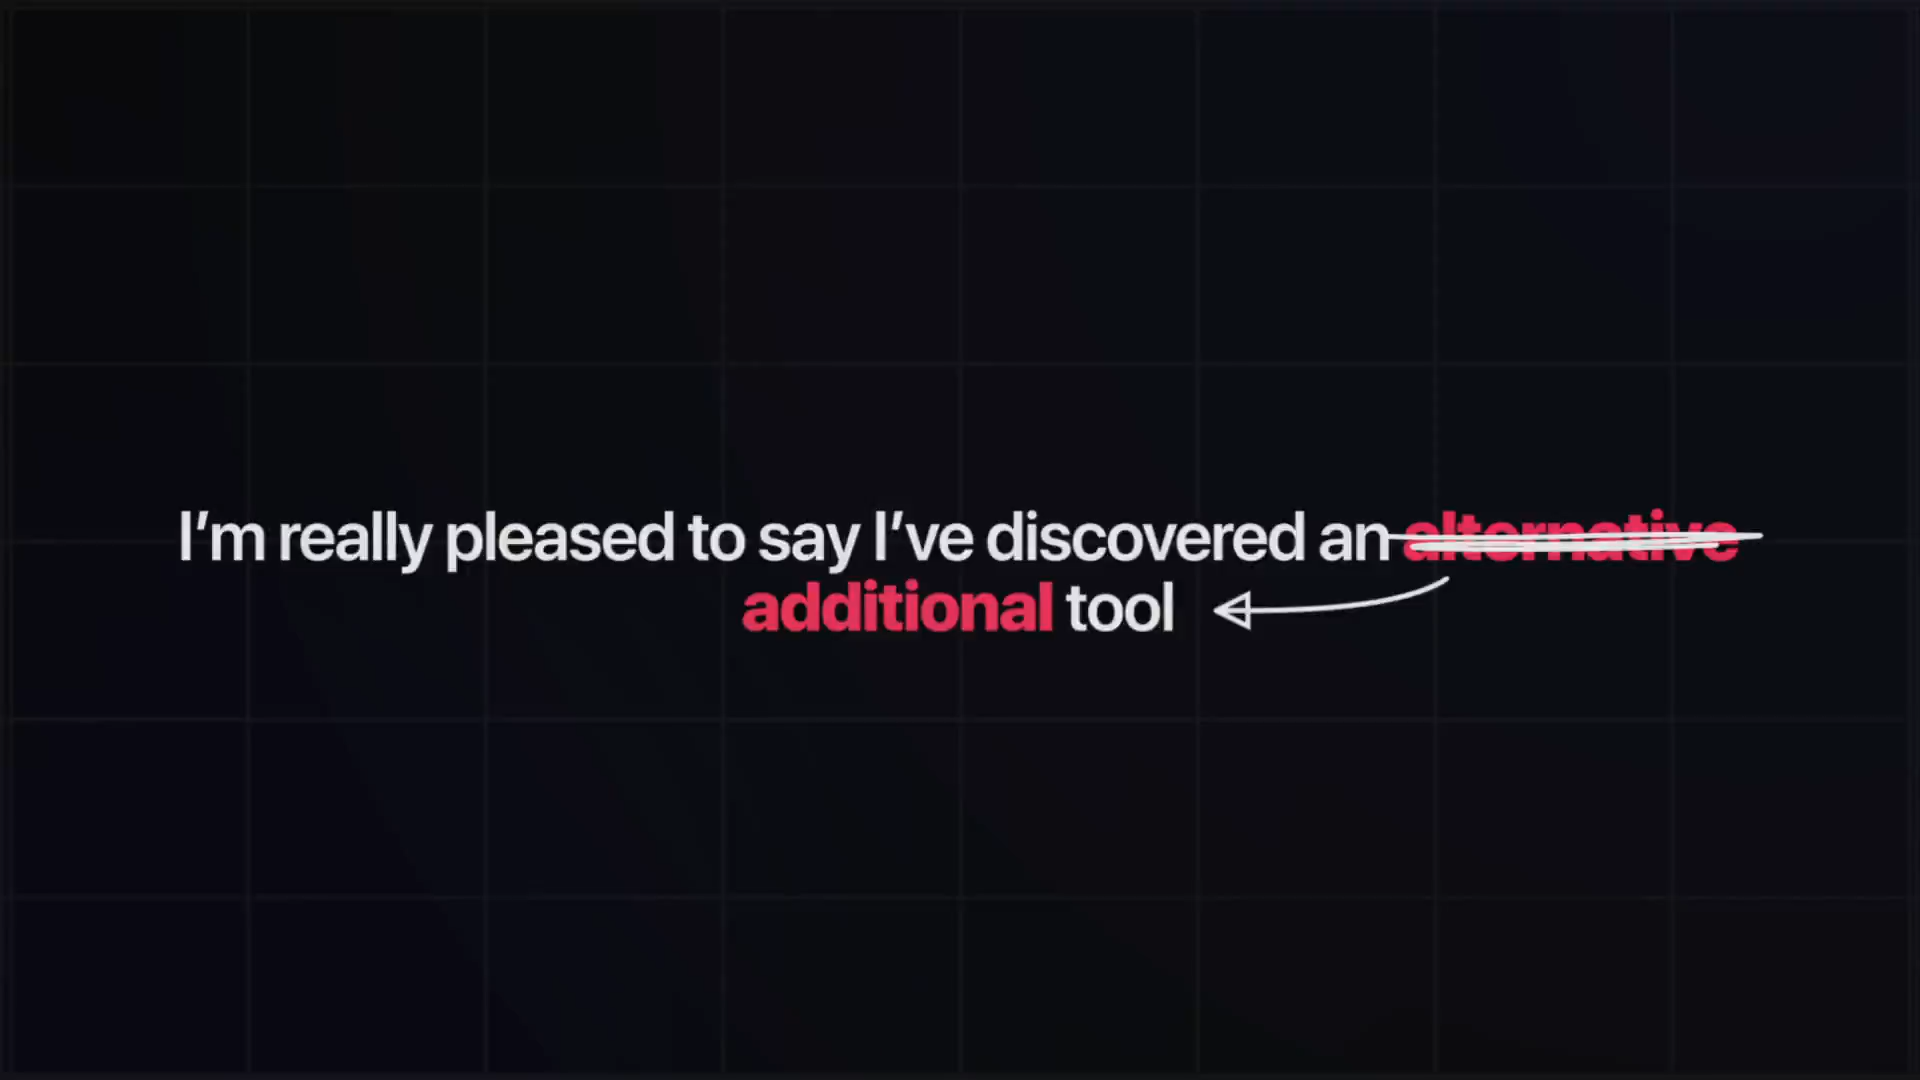 I’m really pleased to say I’ve discovered an alternative
additional tool